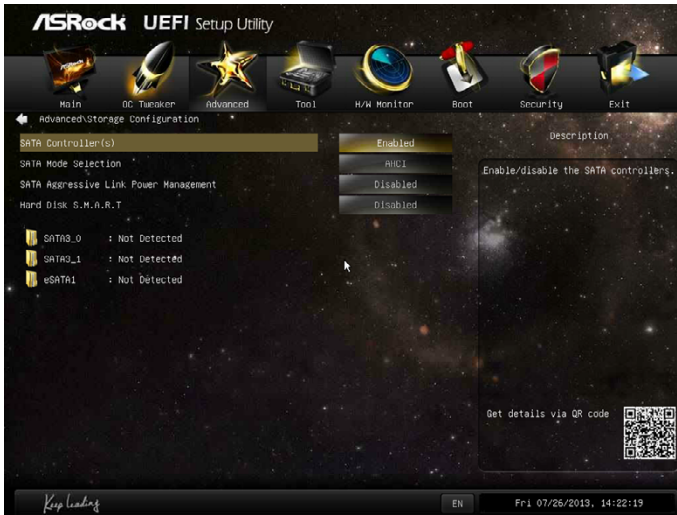 ASRock UEFI Setup Utility
ASRock
Main OC Tweaker Advanced Tool H/W Monitor Boot Security Exit
Advanced\Storage Configuration
Description
SATA Controller(s) Enabled
Enable/disable the SATA controllers.
SATA Mode Selection AHCI
SATA Aggressive Link Power Management Disabled
Hard Disk S.M.A.R.T Disabled
SATA3_0 : Not Detected
SATA3_1 : Not Detected
eSATA1 : Not Detected
Get details via QR code
Keep Leading
EN
Fri 07/26/2013, 14:22:19